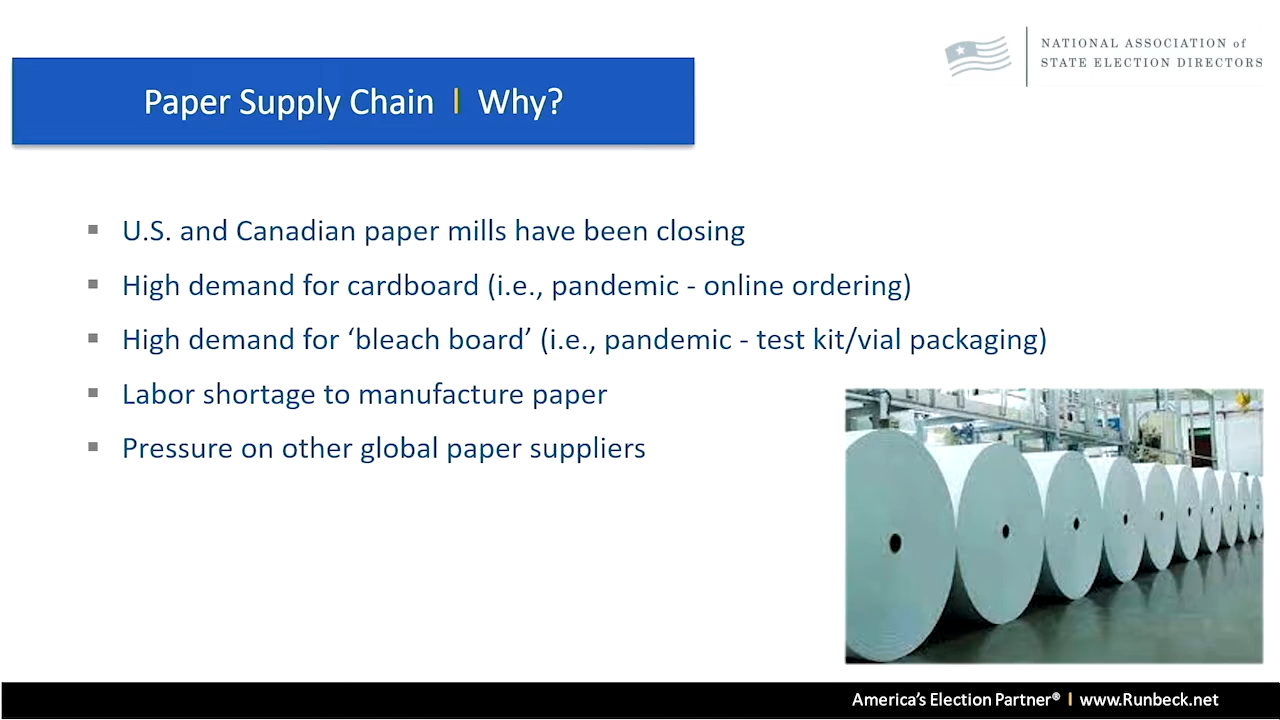 NATIONAL ASSOCIATION of
STATE ELECTION DIRECTORS
Paper Supply Chain | Why?
▪ U.S. and Canadian paper mills have been closing
▪ High demand for cardboard (i.e., pandemic - online ordering)
▪ High demand for ‘bleach board’ (i.e., pandemic - test kit/vial packaging)
▪ Labor shortage to manufacture paper
▪ Pressure on other global paper suppliers
America’s Election Partner® | www.Runbeck.net